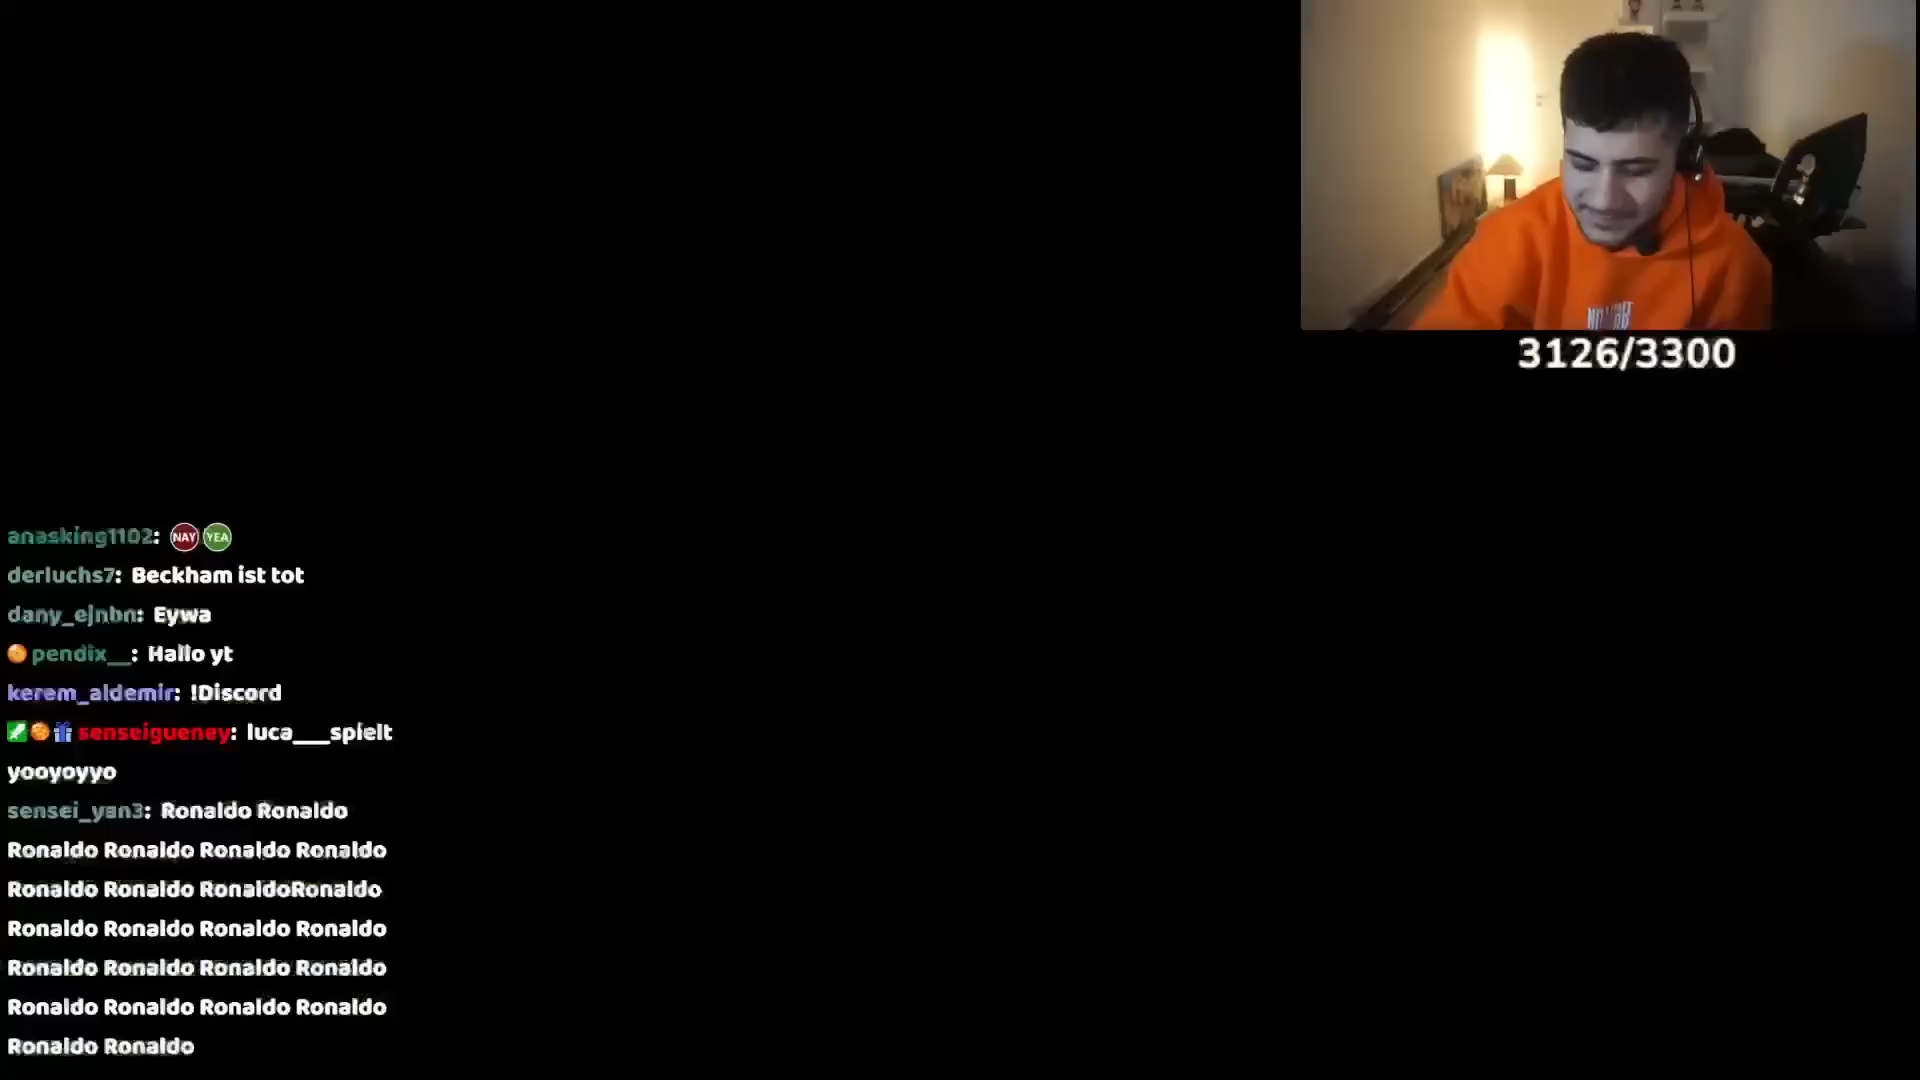 3126/3300
anasking1102: NAY YEA
derluchs7: Beckham ist tot
dany_ejnbn: Eywa
pendix__: Hallo yt
kerem_aldemir: !Discord
senseigueney: luca___spielt
yooyoyyo
sensei_yan3: Ronaldo Ronaldo
Ronaldo Ronaldo Ronaldo Ronaldo
Ronaldo Ronaldo RonaldoRonaldo
Ronaldo Ronaldo Ronaldo Ronaldo
Ronaldo Ronaldo Ronaldo Ronaldo
Ronaldo Ronaldo Ronaldo Ronaldo
Ronaldo Ronaldo